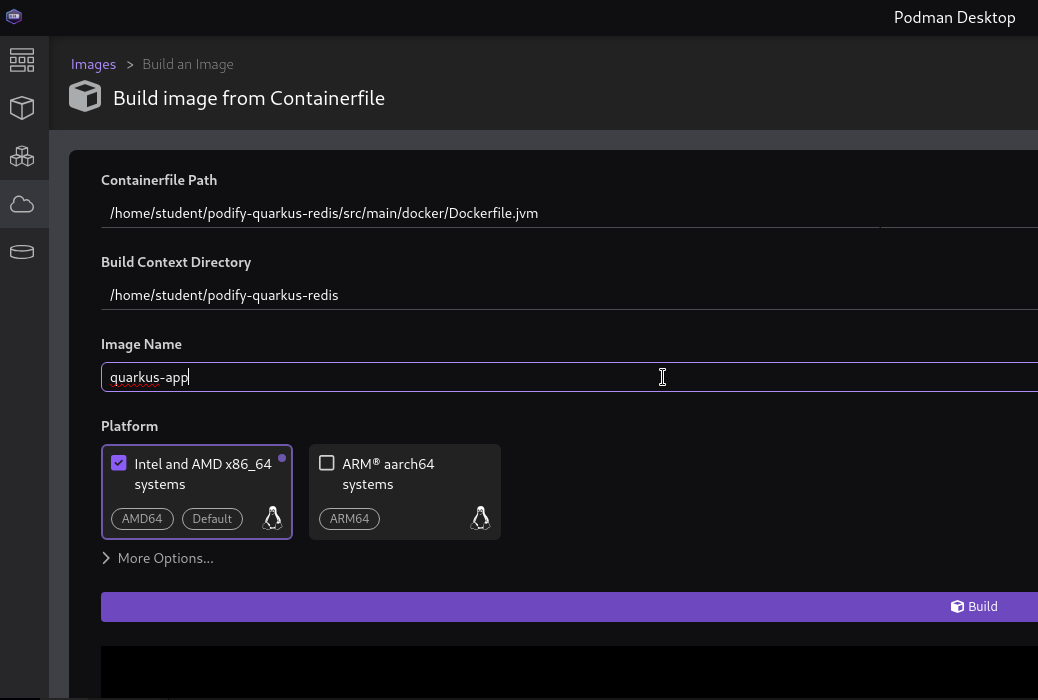 Podman Desktop
Images > Build an Image
Build image from Containerfile
Containerfile Path
/home/student/podify-quarkus-redis/src/main/docker/Dockerfile.jvm
Build Context Directory
/home/student/podify-quarkus-redis
Image Name
quarkus-app
Platform
Intel and AMD x86_64
systems
AMD64 Default
ARM® aarch64
systems
ARM64
More Options...
Build